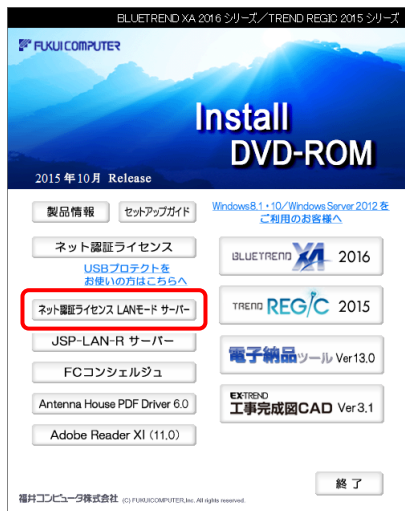 BLUETREND XA 2016 シリーズ／TREND REGIC 2015 シリーズ
FUKUI COMPUTER
Install
DVD-ROM
2015年10月 Release
製品情報
セットアップガイド
Windows8.1・10／Windows Server 2012 を
ご利用のお客様へ
ネット認証ライセンス
USBプロテクトを
お使いの方はこちらへ
ネット認証ライセンス LANモード サーバー
JSP-LAN-R サーバー
FCコンシェルジュ
Antenna House PDF Driver 6.0
Adobe Reader XI (11.0)
BLUETREND XA 2016
TREND REGIC 2015
電子納品ツール Ver13.0
EX-TREND
工事完成図CAD Ver3.1
終了
福井コンピュータ株式会社 (C) FUKUICOMPUTER,Inc. All rights reserved.